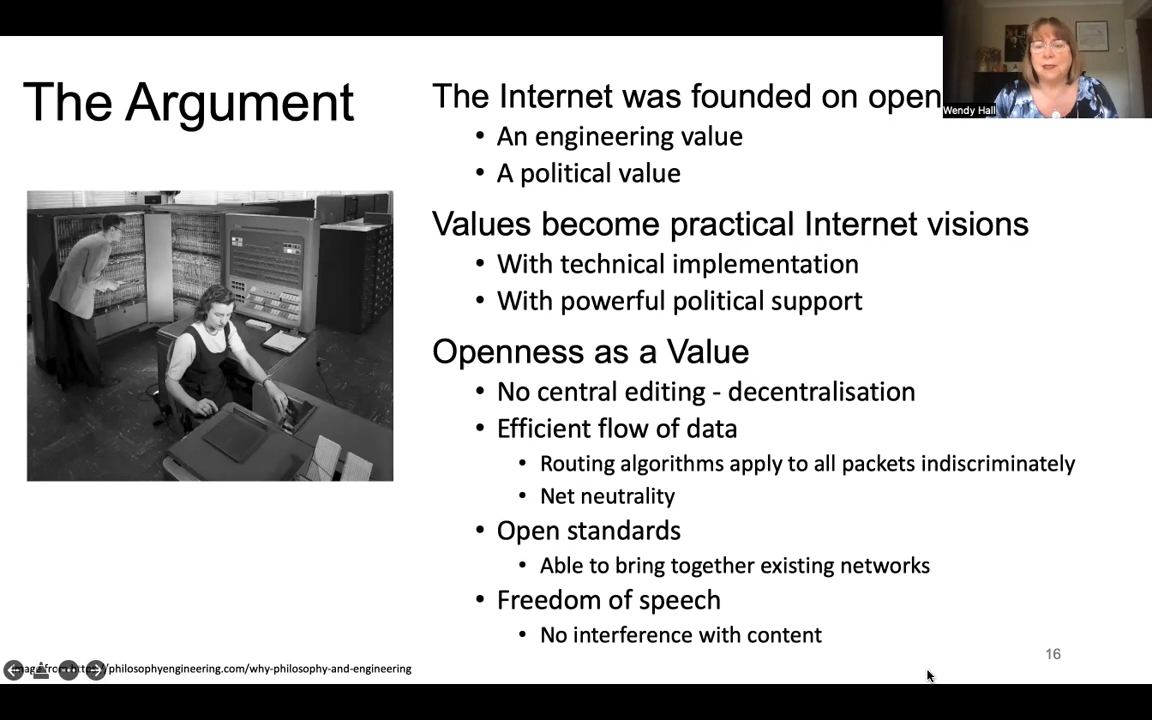 The Argument
The Internet was founded on open
• An engineering value
• A political value
Values become practical Internet visions
• With technical implementation
• With powerful political support
Openness as a Value
• No central editing - decentralisation
• Efficient flow of data
• Routing algorithms apply to all packets indiscriminately
• Net neutrality
• Open standards
• Able to bring together existing networks
• Freedom of speech
• No interference with content
Wendy Hall
16
/philosophyengineering.com/why-philosophy-and-engineering